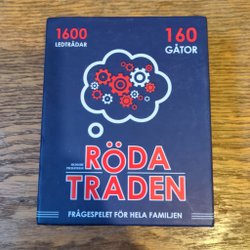 1600
LEDTRÅDAR
160
GÅTOR
RÖDA
TRÅDEN
FRÅGESPELET FÖR HELA FAMILJEN